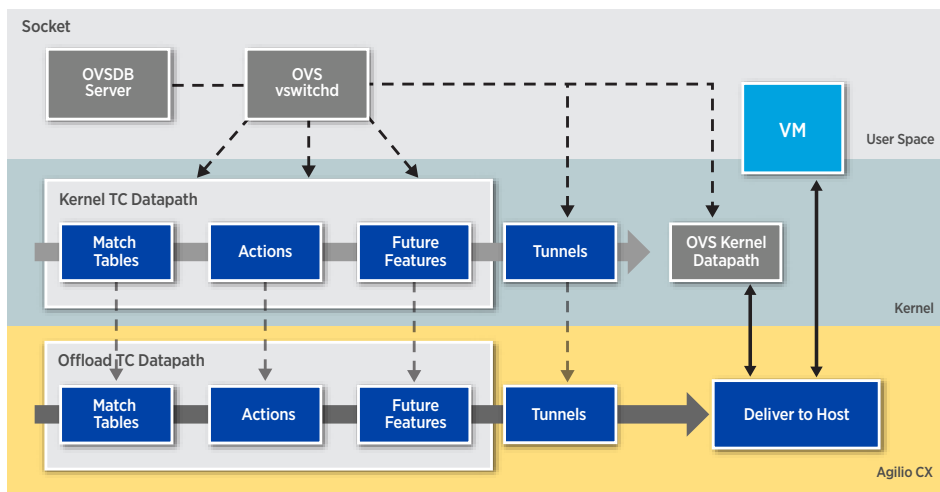 Socket
OVSDB
Server
OVS
vswitchd
VM
User Space
Kernel TC Datapath
Match
Tables
Actions
Future
Features
Tunnels
OVS Kernel
Datapath
Kernel
Offload TC Datapath
Match
Tables
Actions
Future
Features
Tunnels
Deliver to Host
Agilio CX